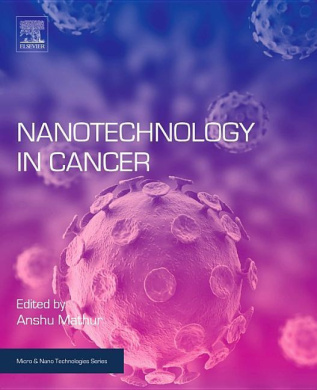 ELSEVIER
NANOTECHNOLOGY
IN CANCER
Edited by
Anshu Mathur
Micro & Nano Technologies Series